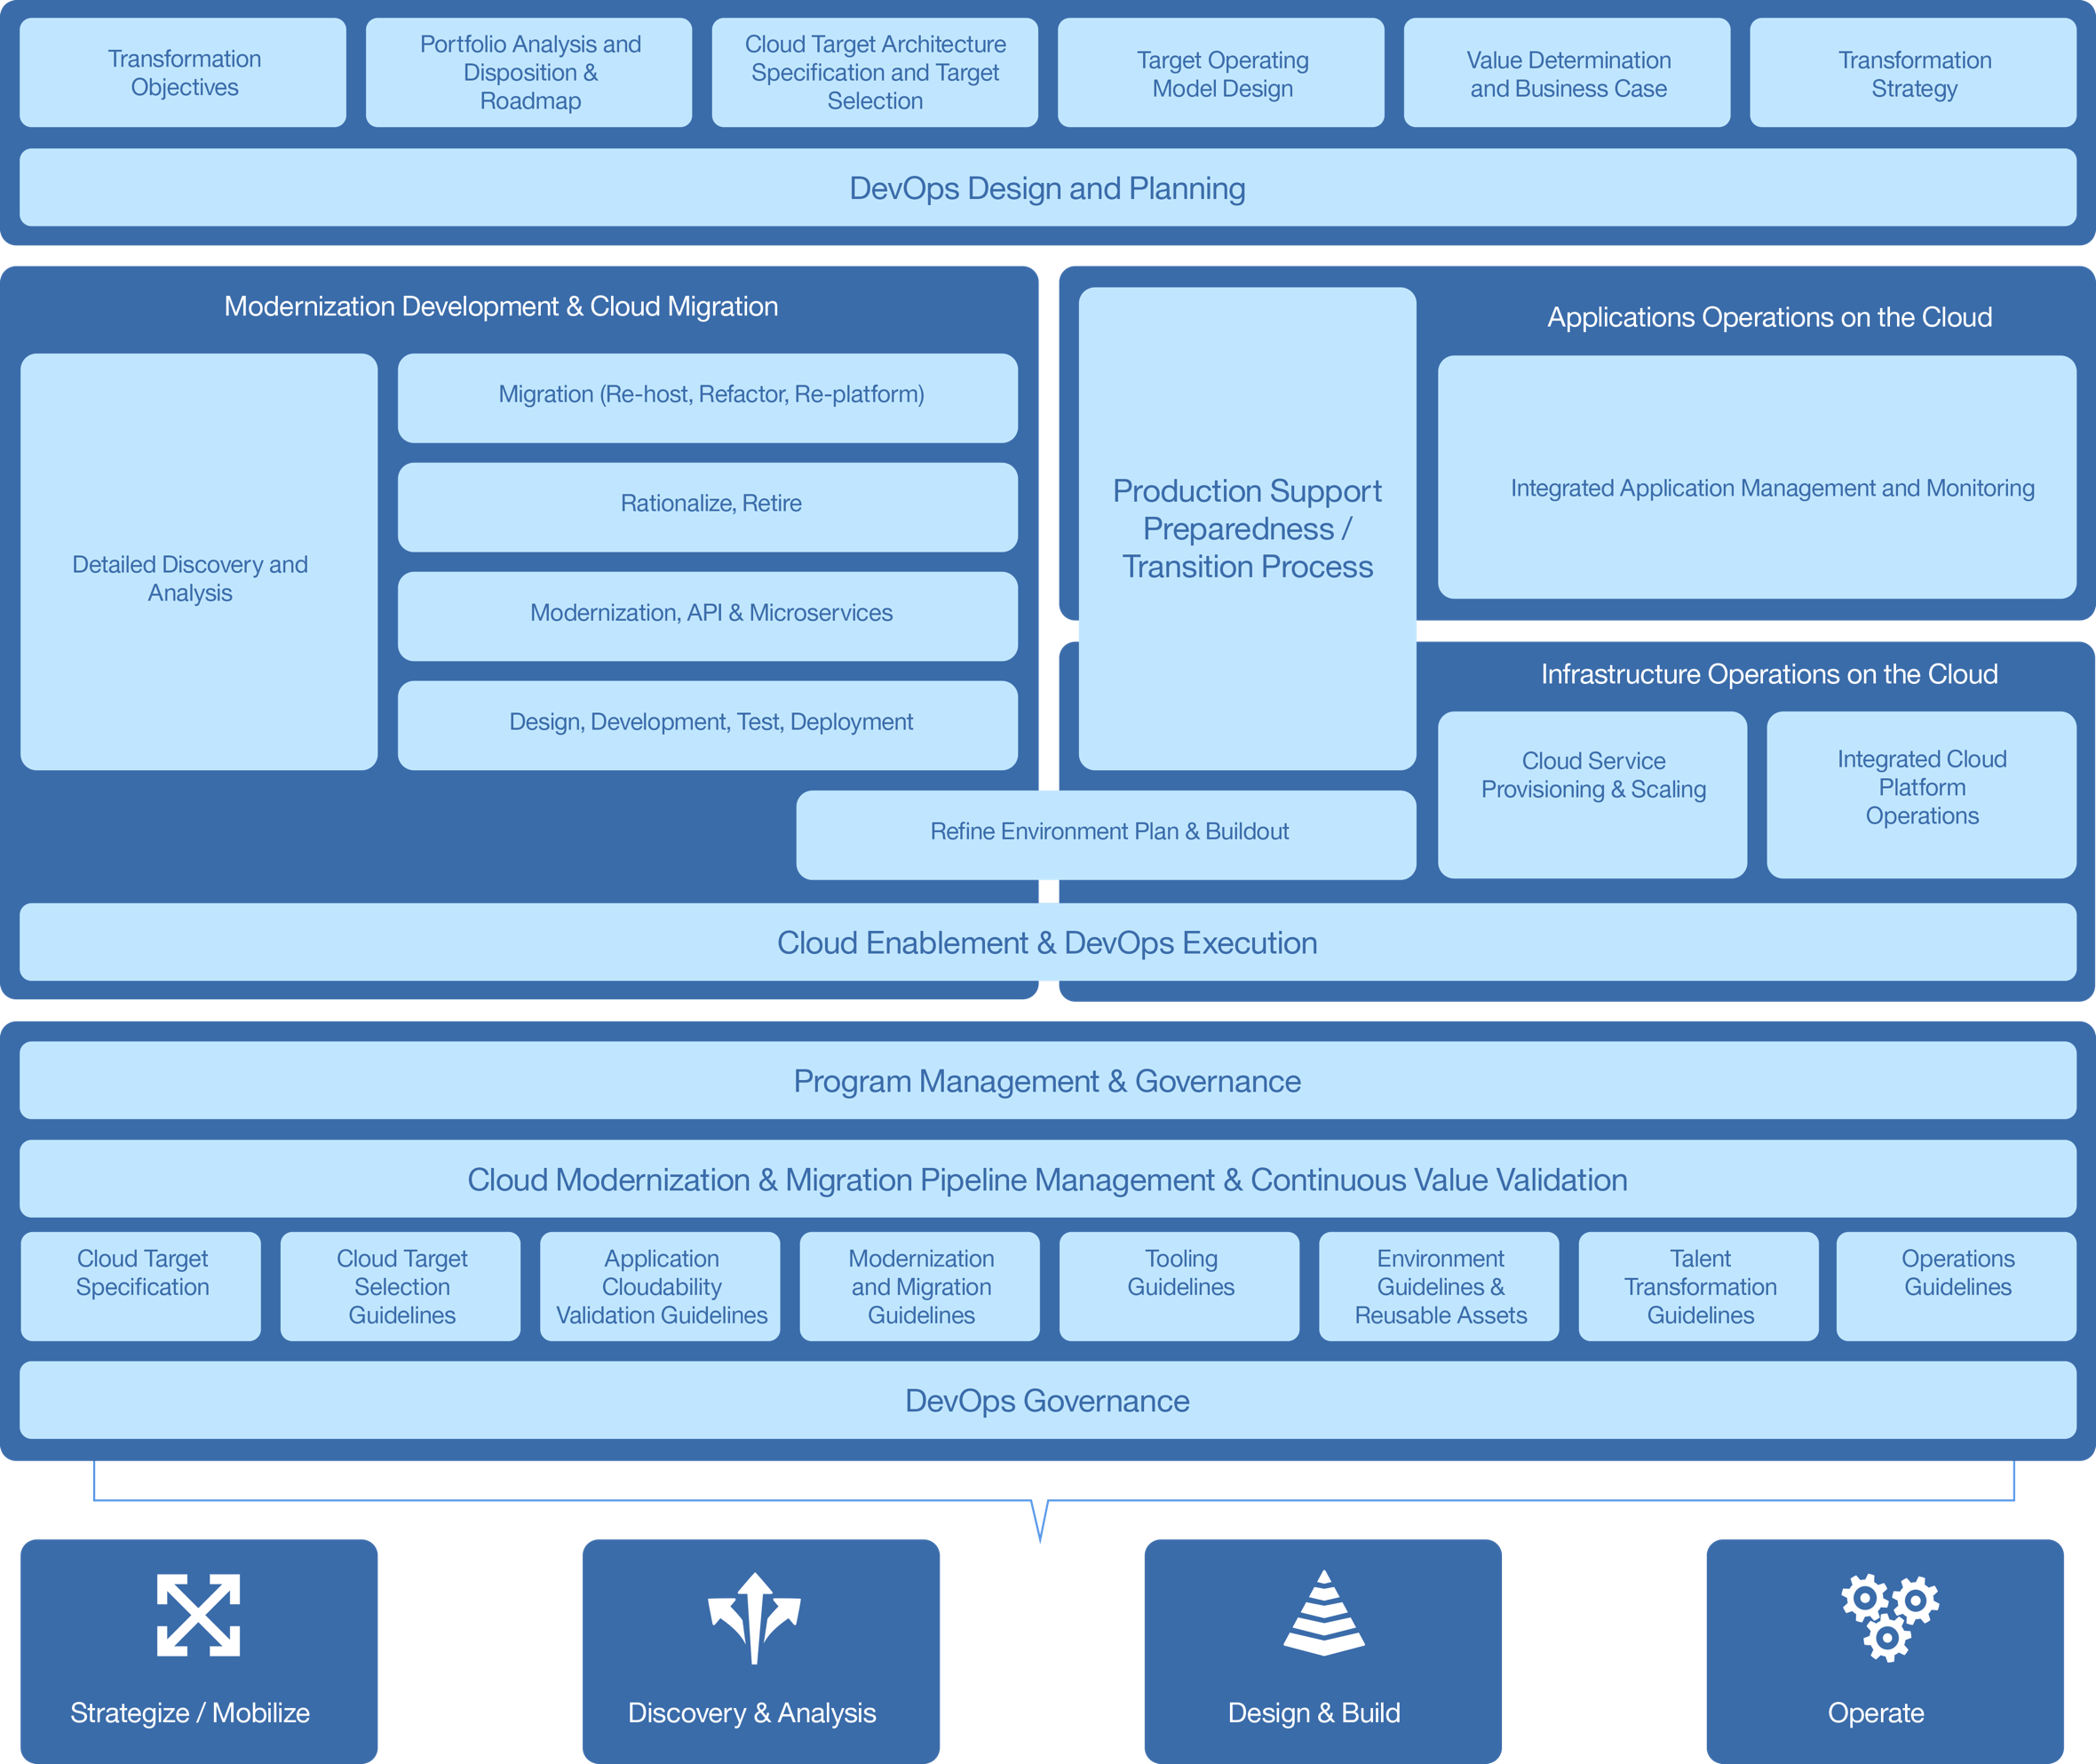 Transformation
Objectives
Portfolio Analysis and
Disposition &
Roadmap
Cloud Target Architecture
Specification and Target
Selection
Target Operating
Model Design
Value Determination
and Business Case
Transformation
Strategy
DevOps Design and Planning
Modernization Development & Cloud Migration
Detailed Discovery and
Analysis
Migration (Re-host, Refactor, Re-platform)
Rationalize, Retire
Modernization, API & Microservices
Design, Development, Test, Deployment
Production Support
Preparedness /
Transition Process
Applications Operations on the Cloud
Integrated Application Management and Monitoring
Infrastructure Operations on the Cloud
Cloud Service
Provisioning & Scaling
Integrated Cloud
Platform
Operations
Refine Environment Plan & Buildout
Cloud Enablement & DevOps Execution
Program Management & Governance
Cloud Modernization & Migration Pipeline Management & Continuous Value Validation
Cloud Target
Specification
Cloud Target
Selection
Guidelines
Application
Cloudability
Validation Guidelines
Modernization
and Migration
Guidelines
Tooling
Guidelines
Environment
Guidelines &
Reusable Assets
Talent
Transformation
Guidelines
Operations
Guidelines
DevOps Governance
Strategize / Mobilize
Discovery & Analysis
Design & Build
Operate